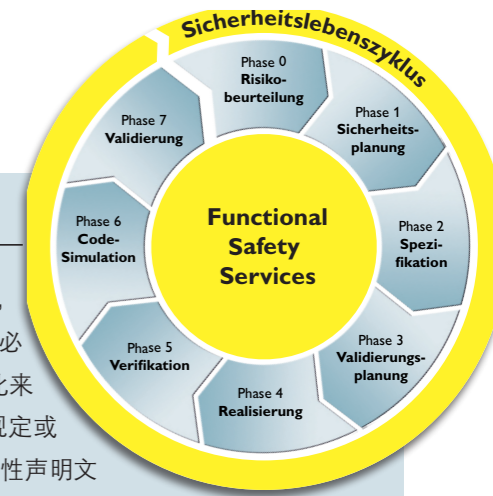 Sicherheitslebenszyklus
Phase 0
Risiko-
beurteilung
Phase 1
Sicherheits-
planung
Phase 2
Spezi-
fikation
Phase 3
Validierungs-
planung
Phase 4
Realisierung
Phase 5
Verifikation
Phase 6
Code-
Simulation
Phase 7
Validierung
Functional
Safety
Services
必
来
规定或
性声明文